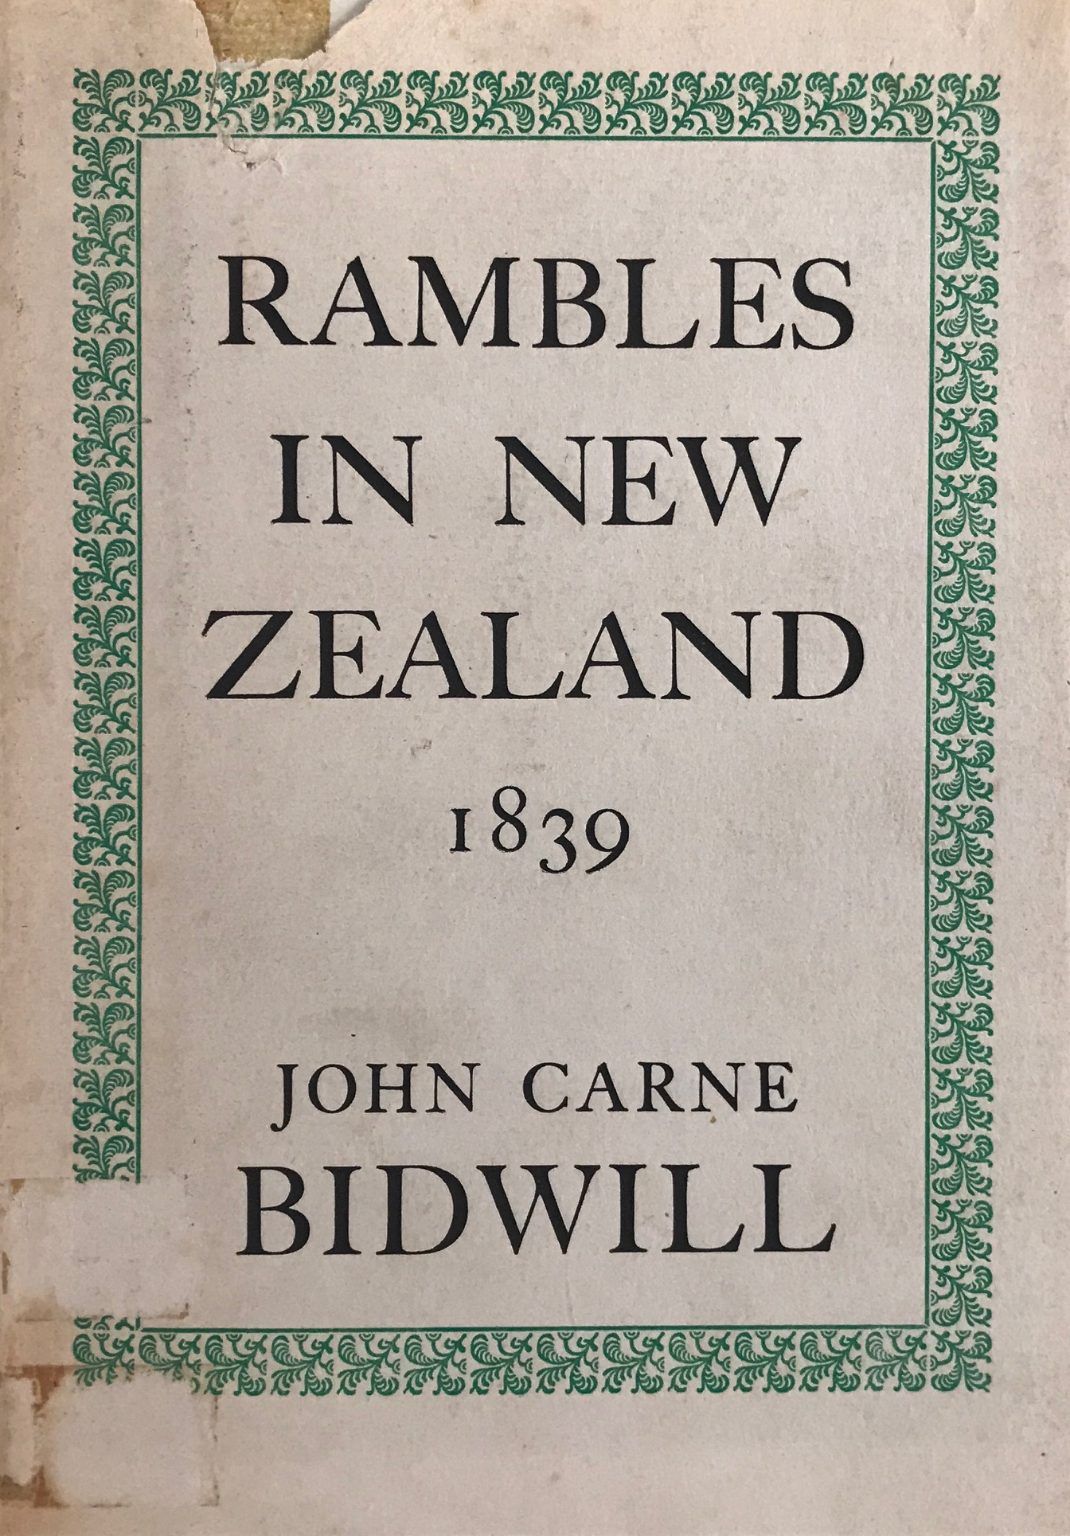 RAMBLES
IN NEW
ZEALAND
1839
JOHN CARNE
BIDWILL